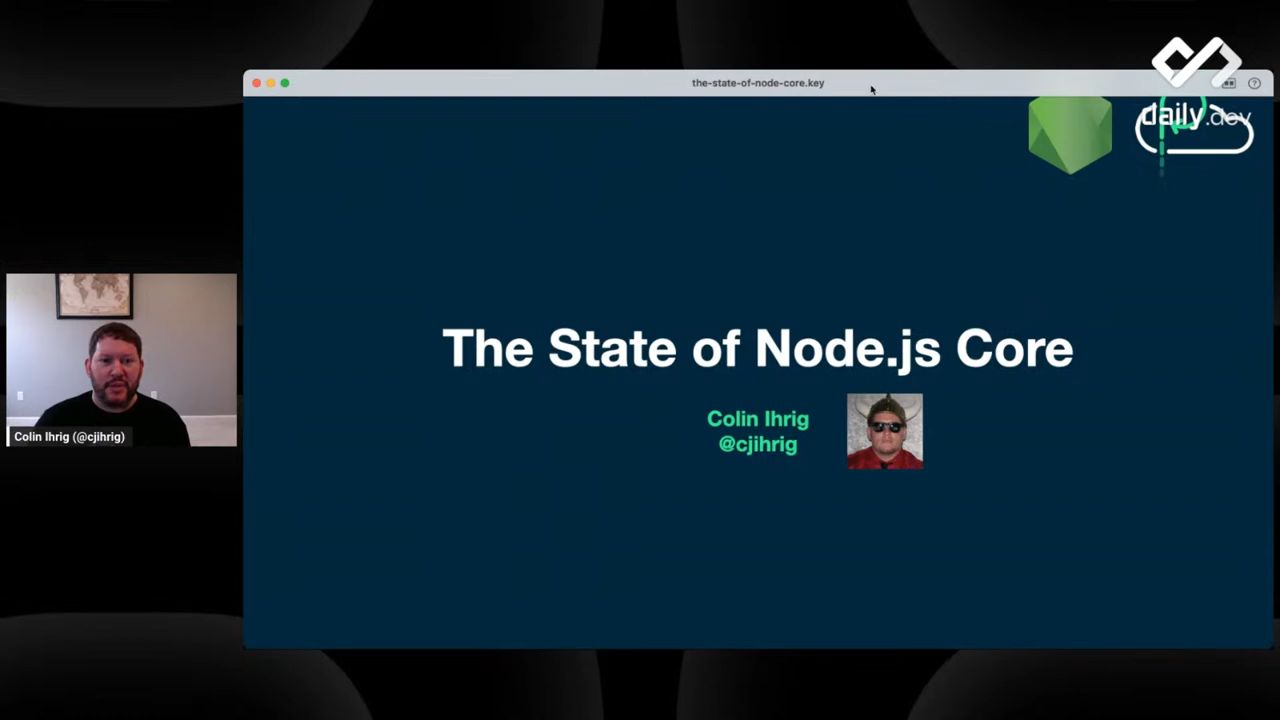 the-state-of-node-core.key
daily.dev
The State of Node.js Core
Colin Ihrig
@cjihrig
Colin Ihrig (@cjihrig)